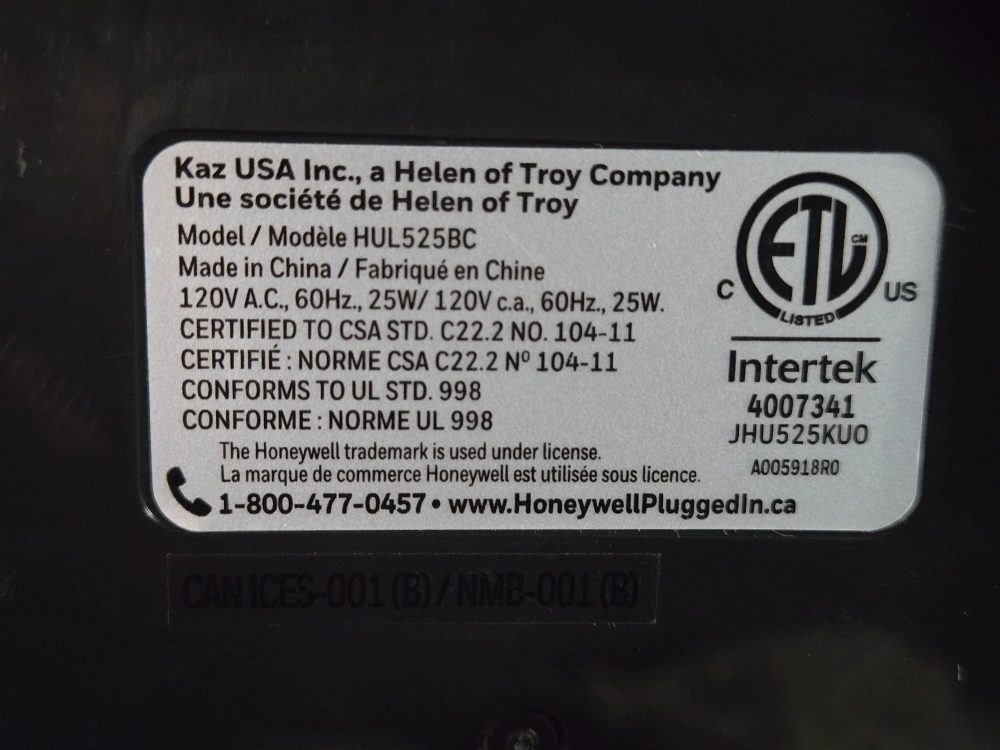 Kaz USA Inc., a Helen of Troy Company
Une société de Helen of Troy
Model / Modèle HUL525BC
Made in China / Fabriqué en Chine
120V A.C., 60Hz., 25W/ 120V c.a., 60Hz., 25W.
CERTIFIED TO CSA STD. C22.2 NO. 104-11
CERTIFIÉ : NORME CSA C22.2 Nº 104-11
CONFORMS TO UL STD. 998
CONFORME : NORME UL 998
The Honeywell trademark is used under license.
La marque de commerce Honeywell est utilisée sous licence.
1-800-477-0457 • www.HoneywellPluggedIn.ca
ETL CM
C US
LISTED
Intertek
4007341
JHU525KUO
A005918R0
CAN ICES-001 (B) / NMB-001 (B)